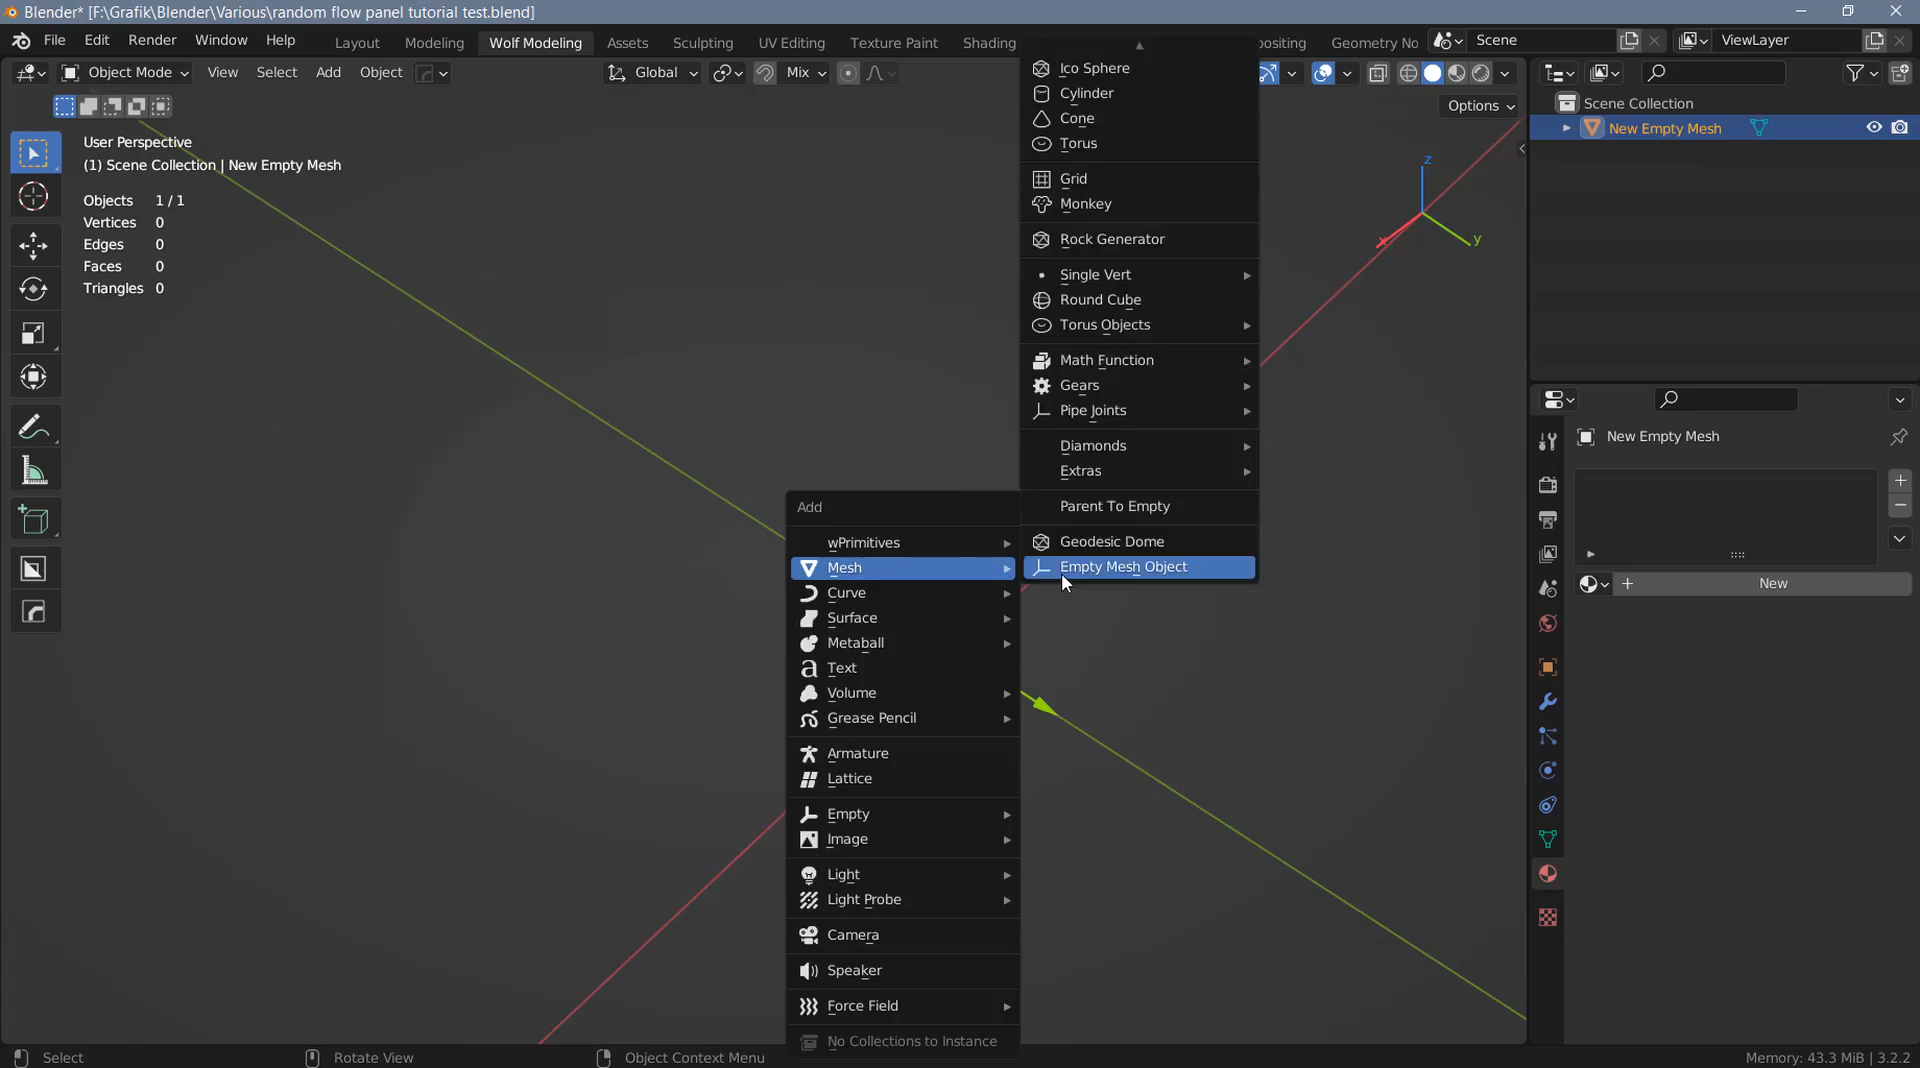 Blender* [F:\Grafik\Blender\Various\random flow panel tutorial test.blend]
File Edit Render Window Help Layout Modeling Wolf Modeling Assets Sculpting UV Editing Texture Paint Shading ositing Geometry No Scene ViewLayer
Object Mode View Select Add Object Global Mix
Options
User Perspective
(1) Scene Collection | New Empty Mesh
Objects 1/1
Vertices 0
Edges 0
Faces 0
Triangles 0
z
x
y
Add
wPrimitives
Mesh
Curve
Surface
Metaball
Text
Volume
Grease Pencil
Armature
Lattice
Empty
Image
Light
Light Probe
Camera
Speaker
Force Field
No Collections to Instance
Ico Sphere
Cylinder
Cone
Torus
Grid
Monkey
Rock Generator
Single Vert
Round Cube
Torus Objects
Math Function
Gears
Pipe Joints
Diamonds
Extras
Parent To Empty
Geodesic Dome
Empty Mesh Object
Scene Collection
New Empty Mesh
New Empty Mesh
New
Select Rotate View Object Context Menu Memory: 43.3 MiB | 3.2.2